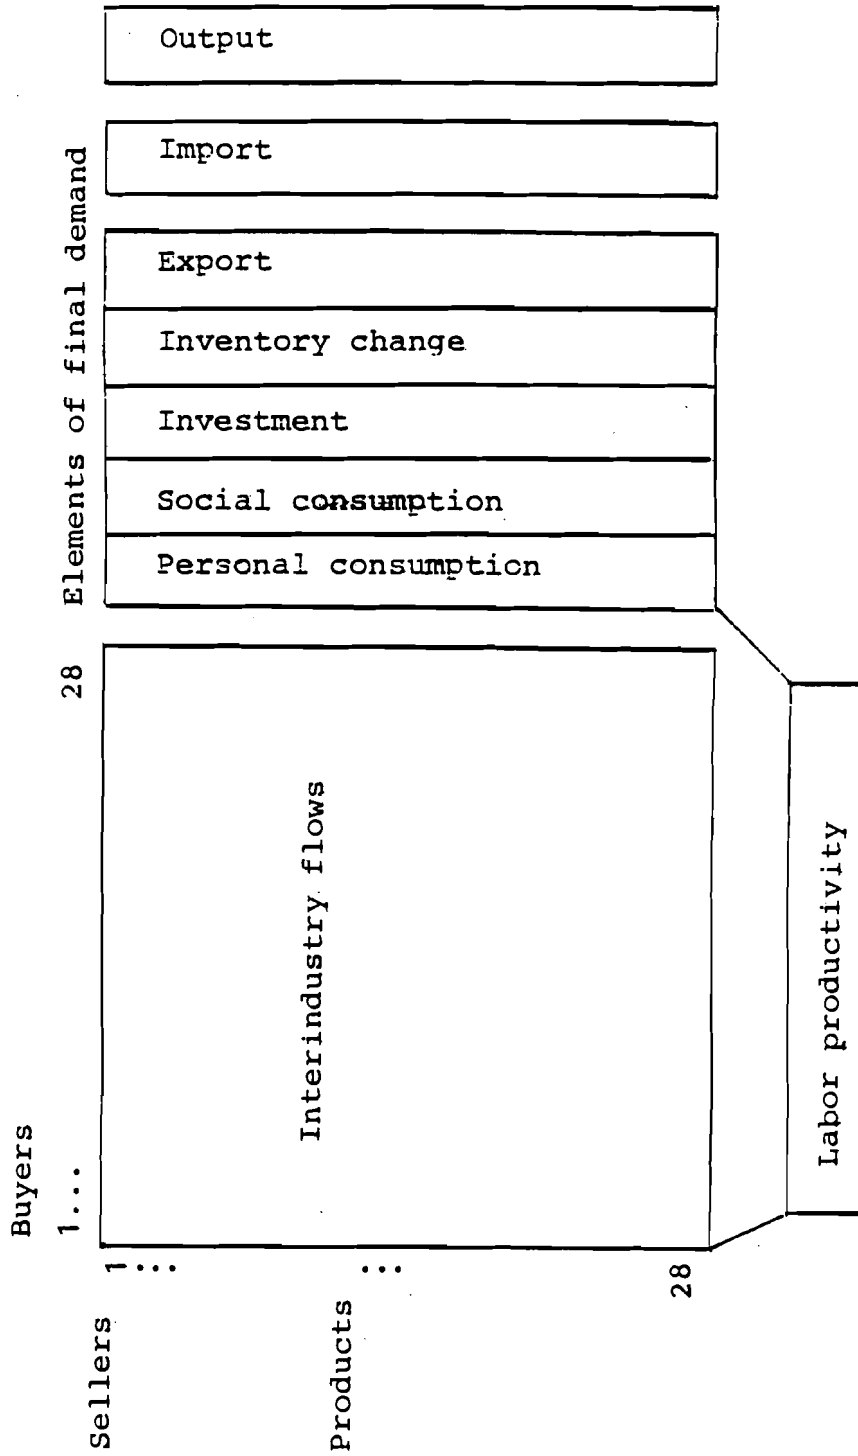 Buyers
1...
28
Elements of final demand
Sellers
1
:
:
Products
:
:
28
Interindustry flows
Personal consumption
Social consumption
Investment
Inventory change
Export
Import
Output
Labor productivity